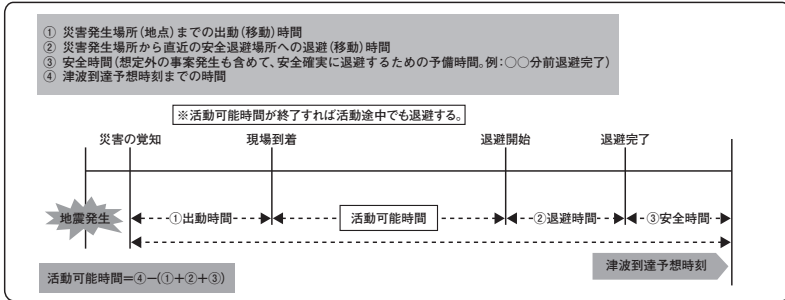 ① 災害発生場所（地点）までの出動（移動）時間
② 災害発生場所から直近の安全退避場所への退避（移動）時間
③ 安全時間（想定外の事案発生も含めて、安全確実に退避するための予備時間。例：○○分前退避完了）
④ 津波到達予想時刻までの時間
※活動可能時間が終了すれば活動途中でも退避する。
災害の覚知 現場到着 退避開始 退避完了
地震発生 ①出動時間 活動可能時間 ②退避時間 ③安全時間
津波到達予想時刻
活動可能時間＝④－（①＋②＋③）